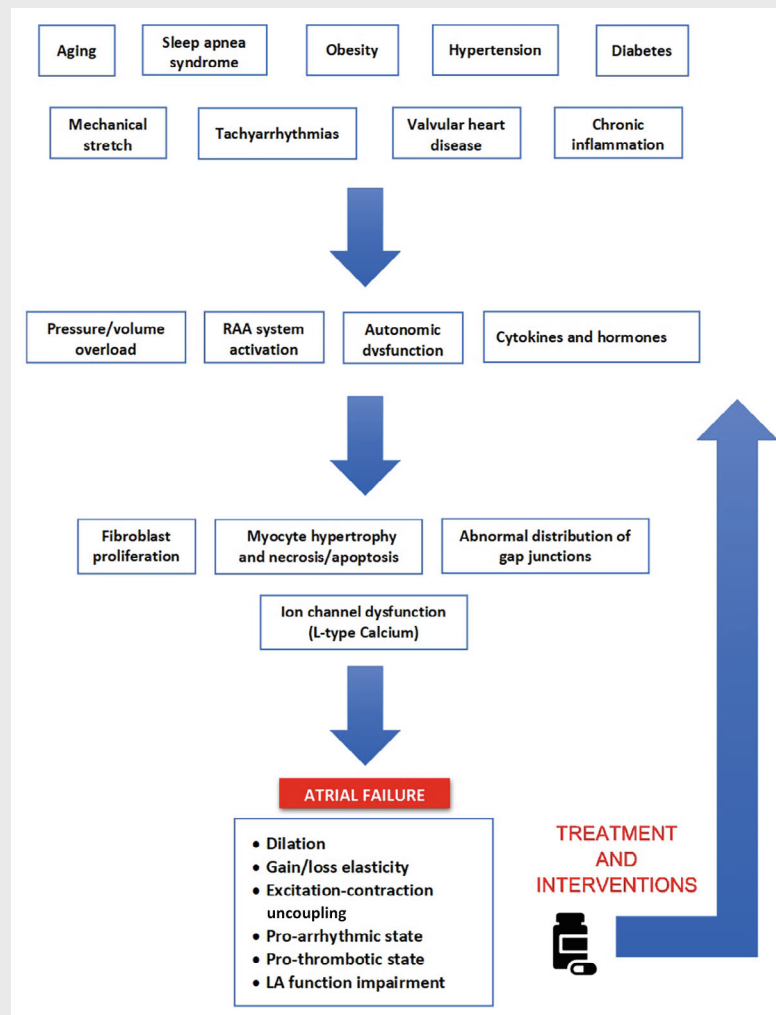 Aging
Sleep apnea
syndrome
Obesity
Hypertension
Diabetes
Mechanical
stretch
Tachyarrhythmias
Valvular heart
disease
Chronic
inflammation
Pressure/volume
overload
RAA system
activation
Autonomic
dvsfunction
Cytokines and hormones
Fibroblast
proliferation
Myocyte hypertrophy
and necrosis/apoptosis
Abnormal distribution of
gap junctions
Ion channel dysfunction
(L-type Calcium)
ATRIAL FAILURE
• Dilation
• Gain/loss elasticity
• Excitation-contraction
uncoupling
• Pro-arrhythmic state
• Pro-thrombotic state
• LA function impairment
TREATMENT
AND
INTERVENTIONS